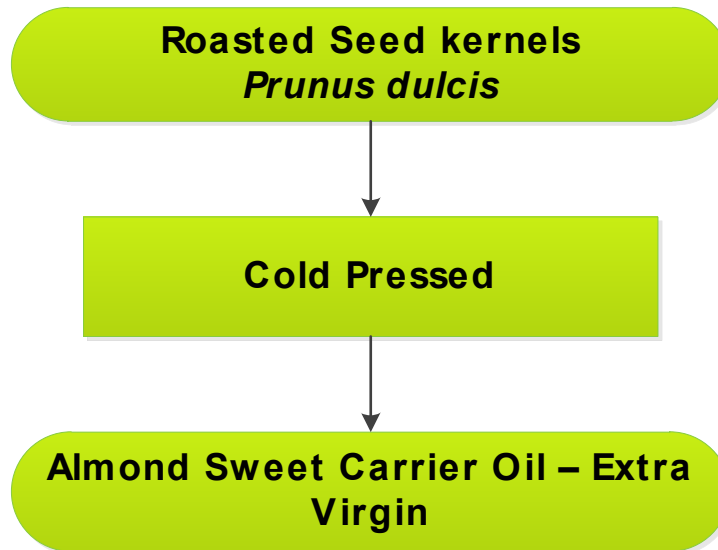 Roasted Seed kernels
Prunus dulcis
Cold Pressed
Almond Sweet Carrier Oil – Extra
Virgin